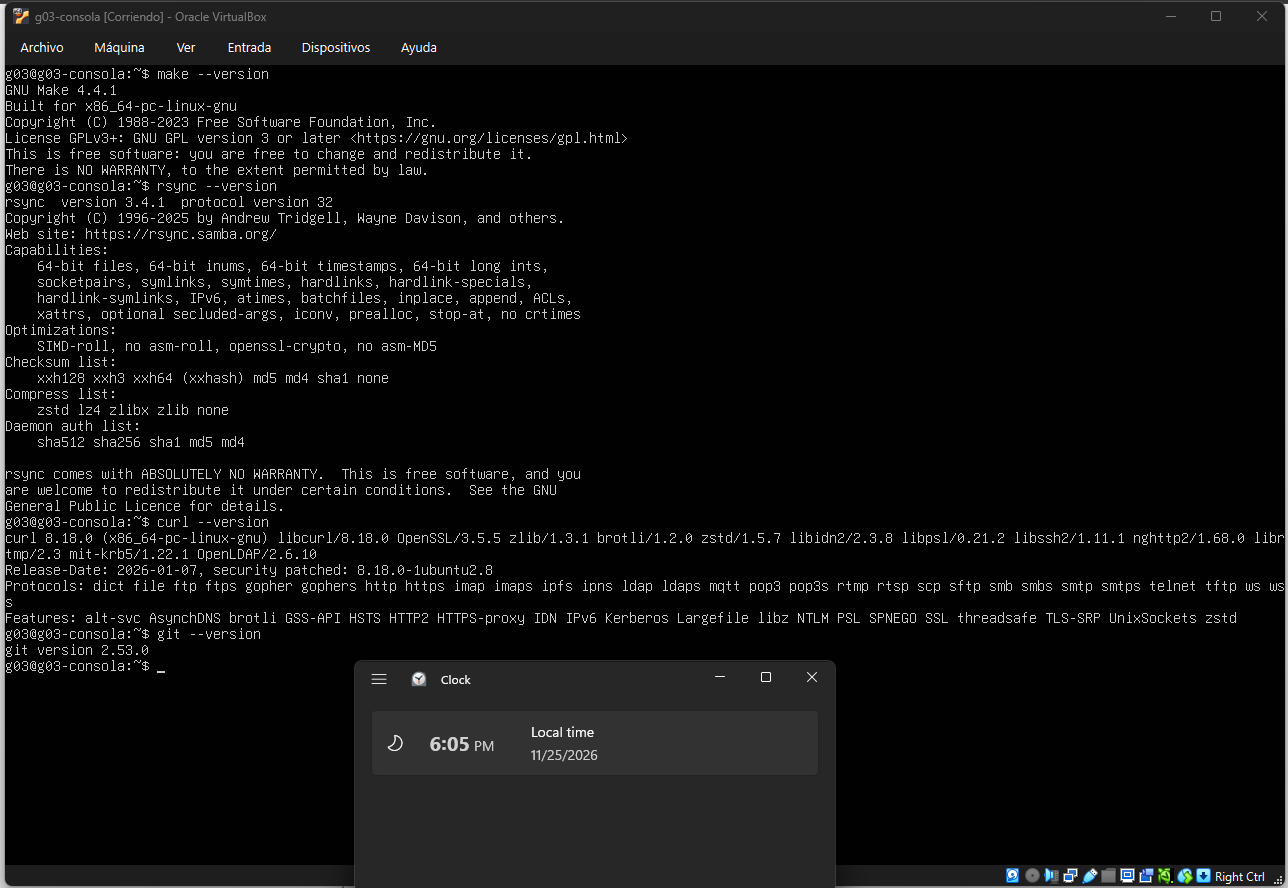 g03-consola [Corriendo] - Oracle VirtualBox
Archivo Máquina Ver Entrada Dispositivos Ayuda
g03@g03-consola:~$ make --version
GNU Make 4.4.1
Built for x86_64-pc-linux-gnu
Copyright (C) 1988-2023 Free Software Foundation, Inc.
License GPLv3+: GNU GPL version 3 or later <https://gnu.org/licenses/gpl.html>
This is free software: you are free to change and redistribute it.
There is NO WARRANTY, to the extent permitted by law.
g03@g03-consola:~$ rsync --version
rsync  version 3.4.1  protocol version 32
Copyright (C) 1996-2025 by Andrew Tridgell, Wayne Davison, and others.
Web site: https://rsync.samba.org/
Capabilities:
    64-bit files, 64-bit inums, 64-bit timestamps, 64-bit long ints,
    socketpairs, symlinks, symtimes, hardlinks, hardlink-specials,
    hardlink-symlinks, IPv6, atimes, batchfiles, inplace, append, ACLs,
    xattrs, optional secluded-args, iconv, prealloc, stop-at, no crtimes
Optimizations:
    SIMD-roll, no asm-roll, openssl-crypto, no asm-MD5
Checksum list:
    xxh128 xxh3 xxh64 (xxhash) md5 md4 sha1 none
Compress list:
    zstd lz4 zlibx zlib none
Daemon auth list:
    sha512 sha256 sha1 md5 md4
rsync comes with ABSOLUTELY NO WARRANTY.  This is free software, and you
are welcome to redistribute it under certain conditions.  See the GNU
General Public Licence for details.
g03@g03-consola:~$ curl --version
curl 8.18.0 (x86_64-pc-linux-gnu) libcurl/8.18.0 OpenSSL/3.5.5 zlib/1.3.1 brotli/1.2.0 zstd/1.5.7 libidn2/2.3.8 libpsl/0.21.2 libssh2/1.11.1 nghttp2/1.68.0 libr
tmp/2.3 mit-krb5/1.22.1 OpenLDAP/2.6.10
Release-Date: 2026-01-07, security patched: 8.18.0-1ubuntu2.8
Protocols: dict file ftp ftps gopher gophers http https imap imaps ipfs ipns ldap ldaps mqtt pop3 pop3s rtmp rtsp scp sftp smb smbs smtp smtps telnet tftp ws ws
s
Features: alt-svc AsynchDNS brotli GSS-API HSTS HTTP2 HTTPS-proxy IDN IPv6 Kerberos Largefile libz NTLM PSL SPNEGO SSL threadsafe TLS-SRP UnixSockets zstd
g03@g03-consola:~$ git --version
git version 2.53.0
g03@g03-consola:~$ _
Clock
6:05 PM
Local time
11/25/2026
Right Ctrl